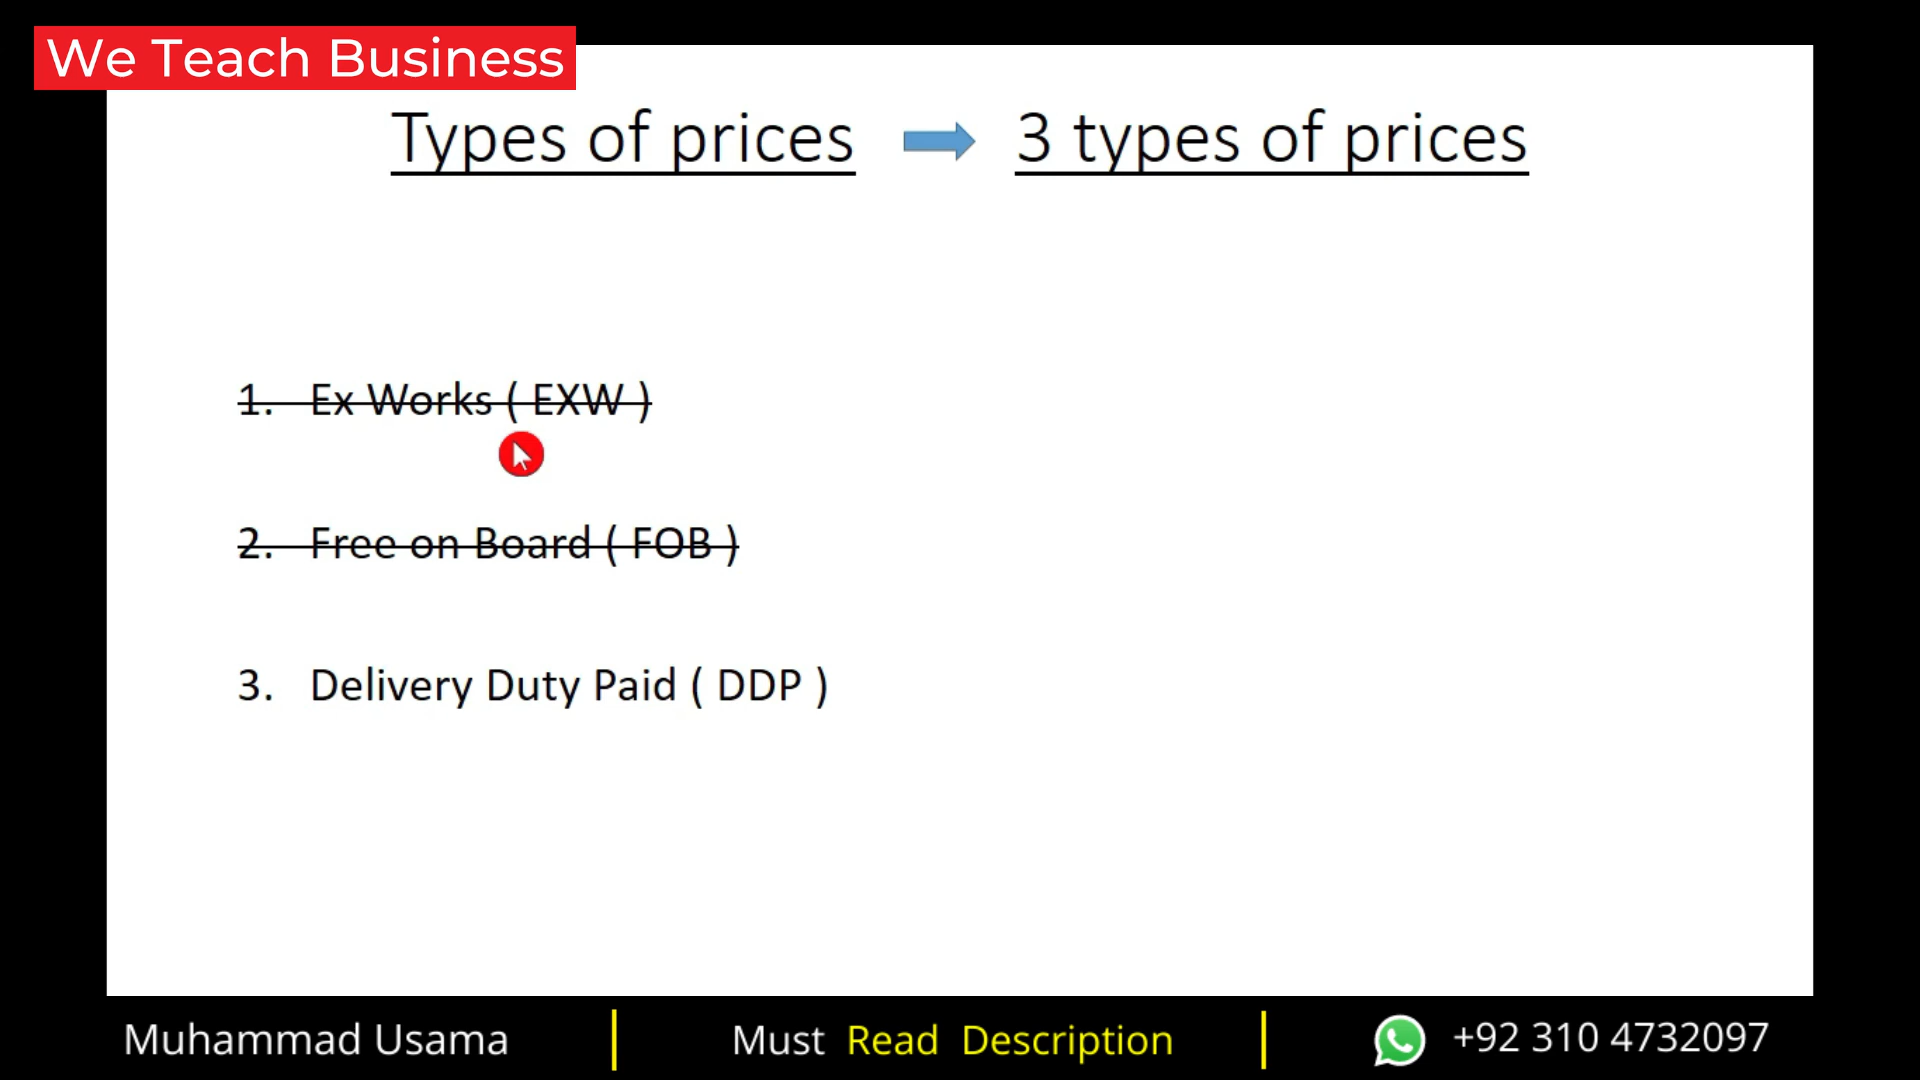 We Teach Business
Types of prices 3 types of prices
1. Ex Works ( EXW )
2. Free on Board ( FOB )
3. Delivery Duty Paid ( DDP )
Muhammad Usama | Must Read Description | +92 310 4732097